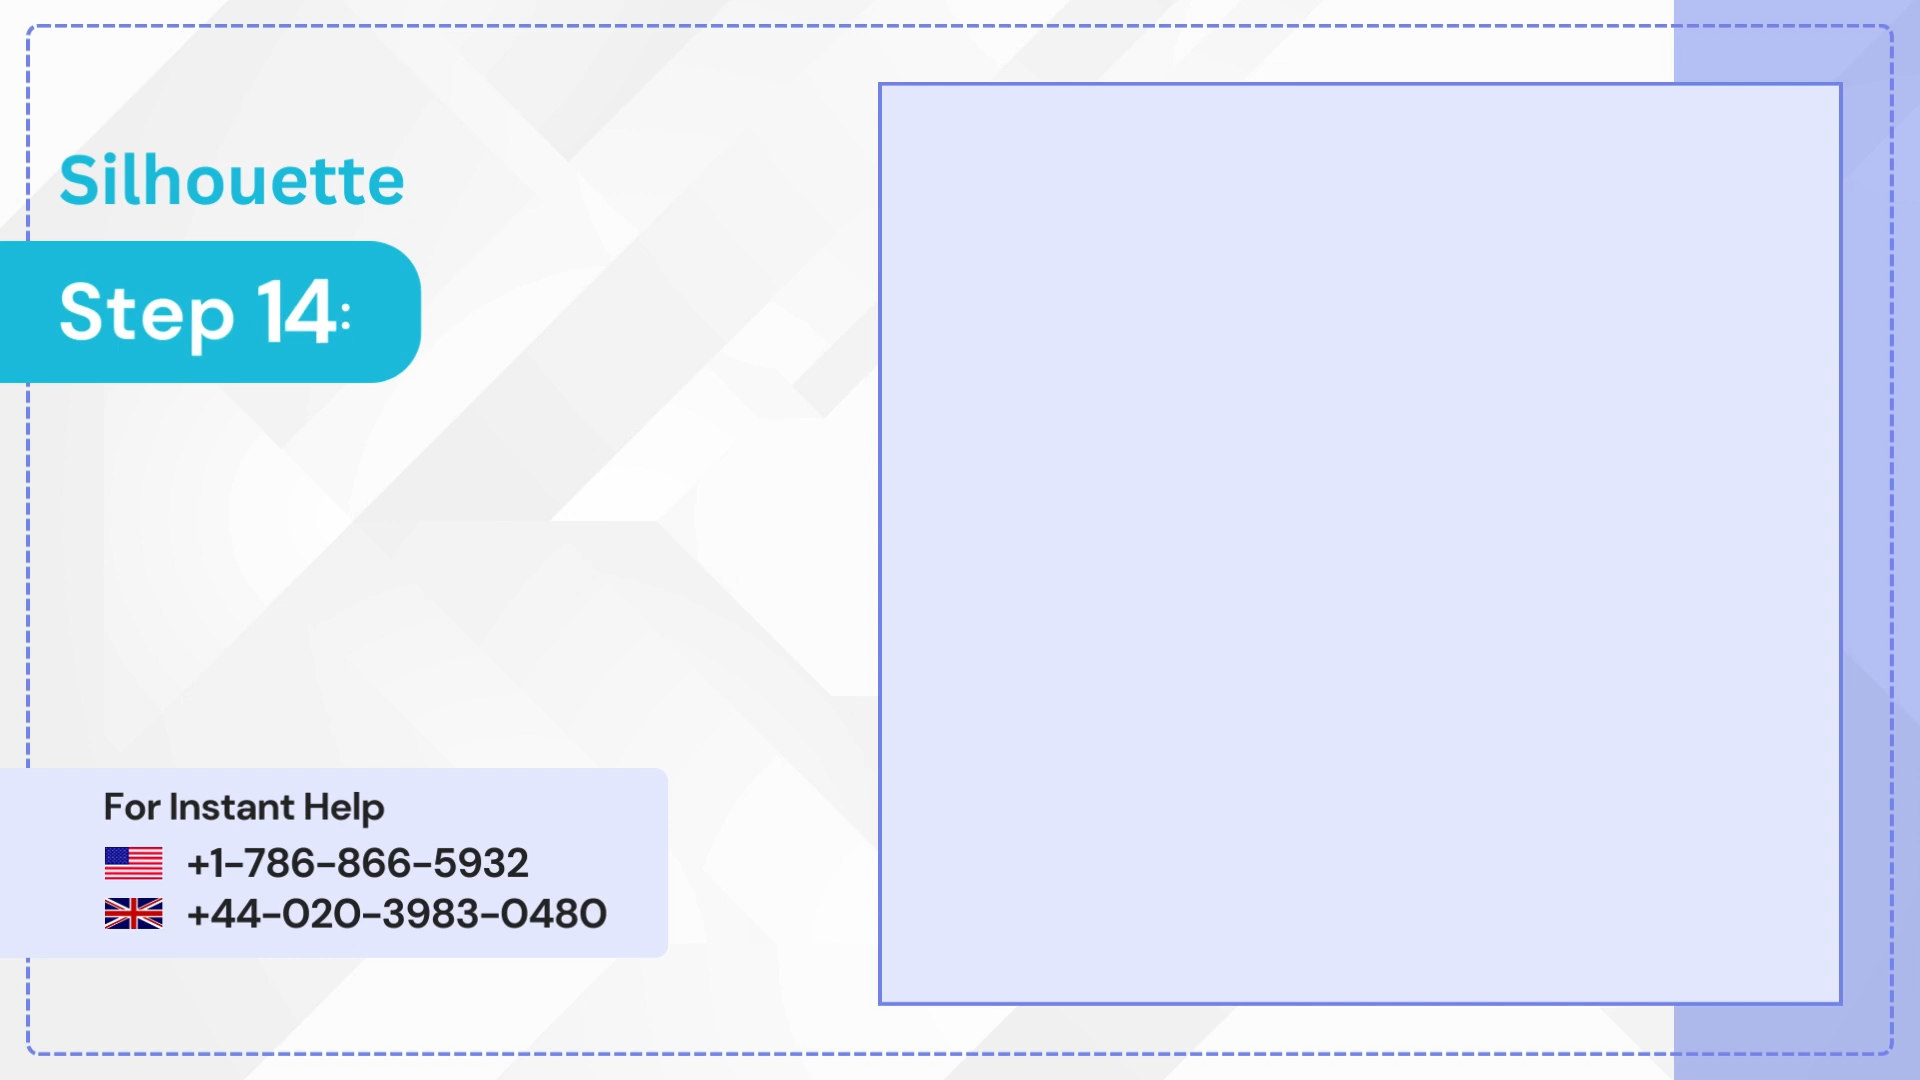 Silhouette
Step 14:
For Instant Help
+1-786-866-5932
+44-020-3983-0480